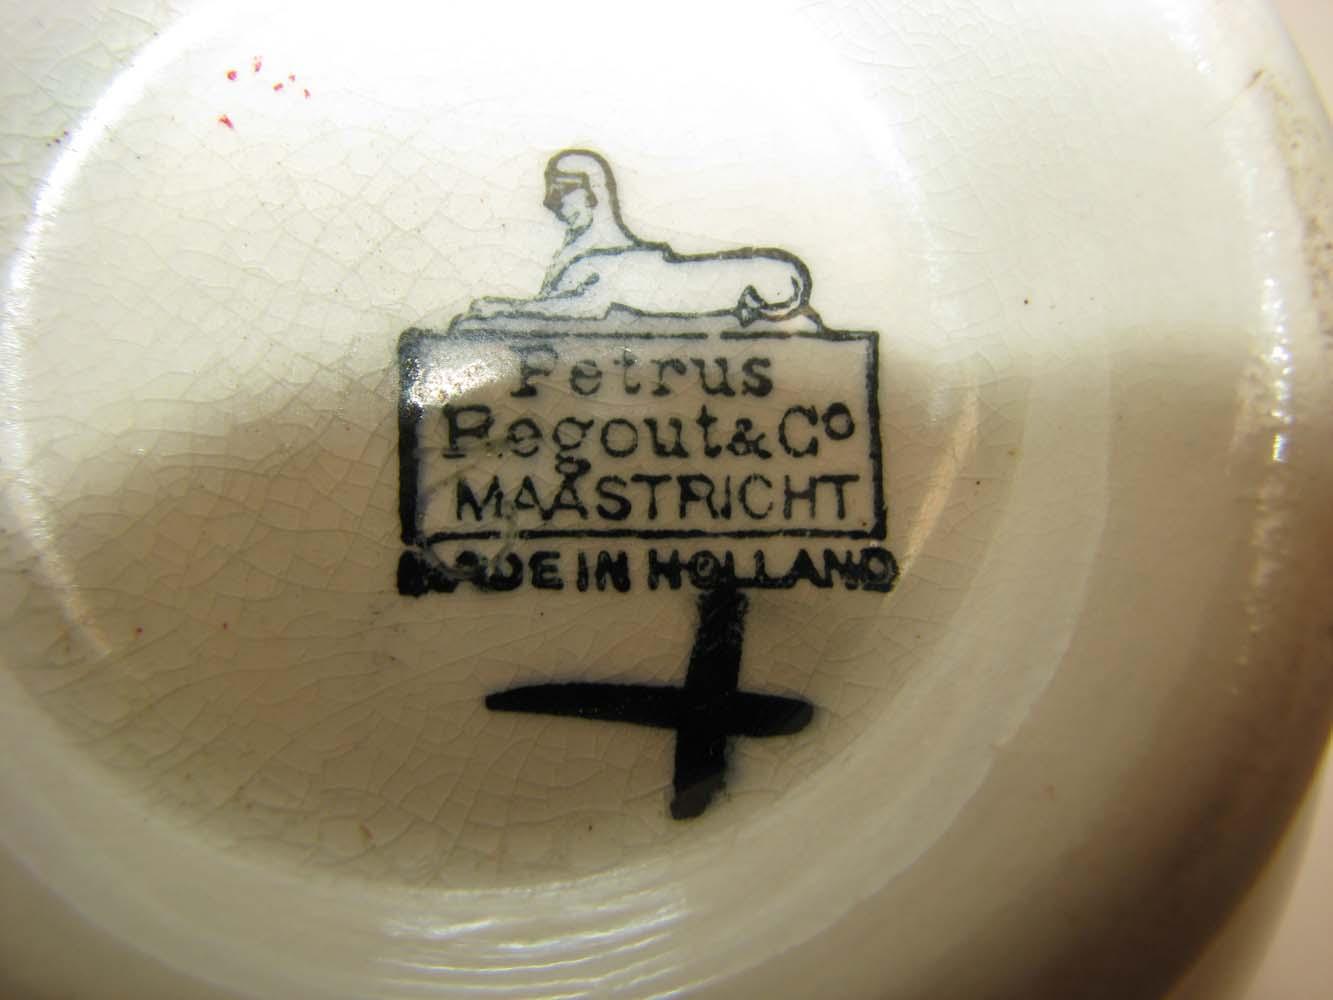 Petrus
Regout & Co
MAASTRICHT
MADE IN HOLLAND